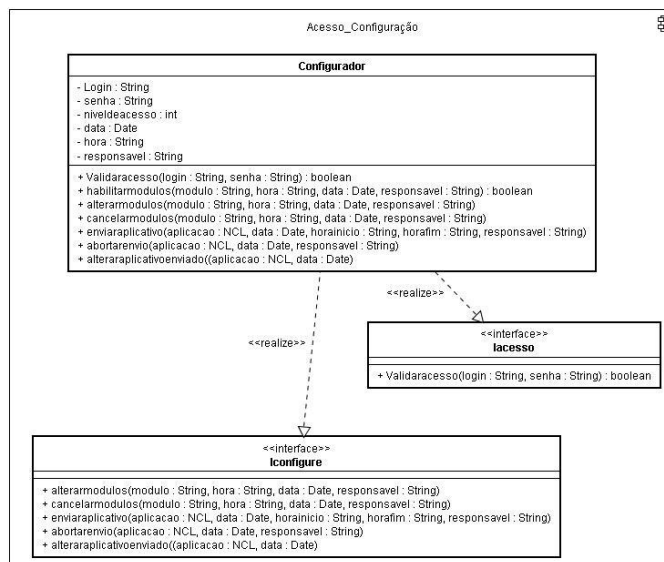 Acesso_Configuração
Configurador
- Login : String
- senha : String
- niveldeacesso : int
- data : Date
- hora : String
- responsavel : String
+ Validaracesso(login : String, senha : String) : boolean
+ habilitarmodulos(modulo : String, hora : String, data : Date, responsavel : String) : boolean
+ alterarmodulos(modulo : String, hora : String, data : Date, responsavel : String)
+ cancelarmodulos(modulo : String, hora : String, data : Date, responsavel : String)
+ enviaraplicativo(aplicacao : NCL, data : Date, horainicio : String, horafim : String, responsavel : String)
+ abortarenvio(aplicacao : NCL, data : Date, responsavel : String)
+ alteraraplicativoenviado((aplicacao : NCL, data : Date)
<<realize>>
<<interface>>
Iacesso
+ Validaracesso(login : String, senha : String) : boolean
<<realize>>
<<interface>>
Iconfigure
+ alterarmodulos(modulo : String, hora : String, data : Date, responsavel : String)
+ cancelarmodulos(modulo : String, hora : String, data : Date, responsavel : String)
+ enviaraplicativo(aplicacao : NCL, data : Date, horainicio : String, horafim : String, responsavel : String)
+ abortarenvio(aplicacao : NCL, data : Date, responsavel : String)
+ alteraraplicativoenviado((aplicacao : NCL, data : Date)